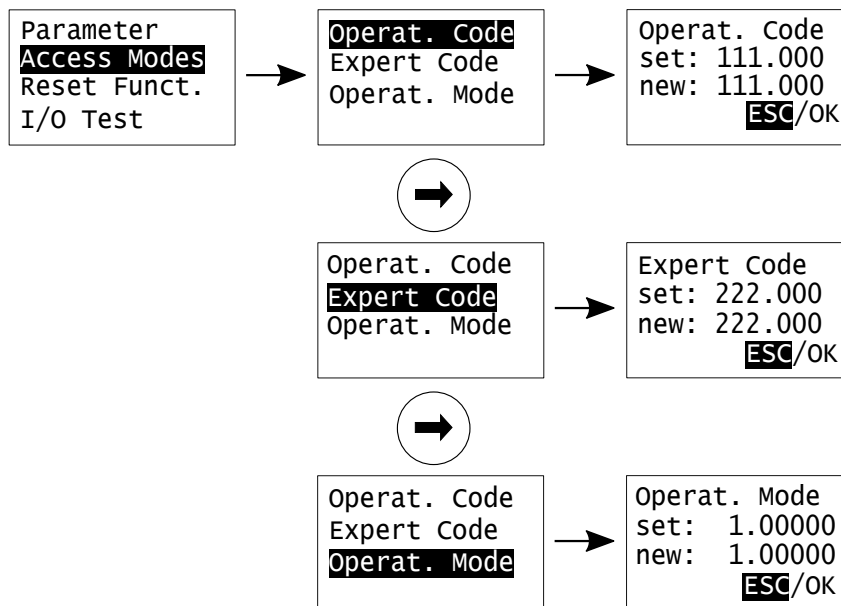 Parameter
Access Modes
Reset Funct.
I/O Test
Operat. Code
Expert Code
Operat. Mode
Operat. Code
set: 111.000
new: 111.000
ESC/OK
Operat. Code
Expert Code
Operat. Mode
Expert Code
set: 222.000
new: 222.000
ESC/OK
Operat. Code
Expert Code
Operat. Mode
Operat. Mode
set: 1.00000
new: 1.00000
ESC/OK